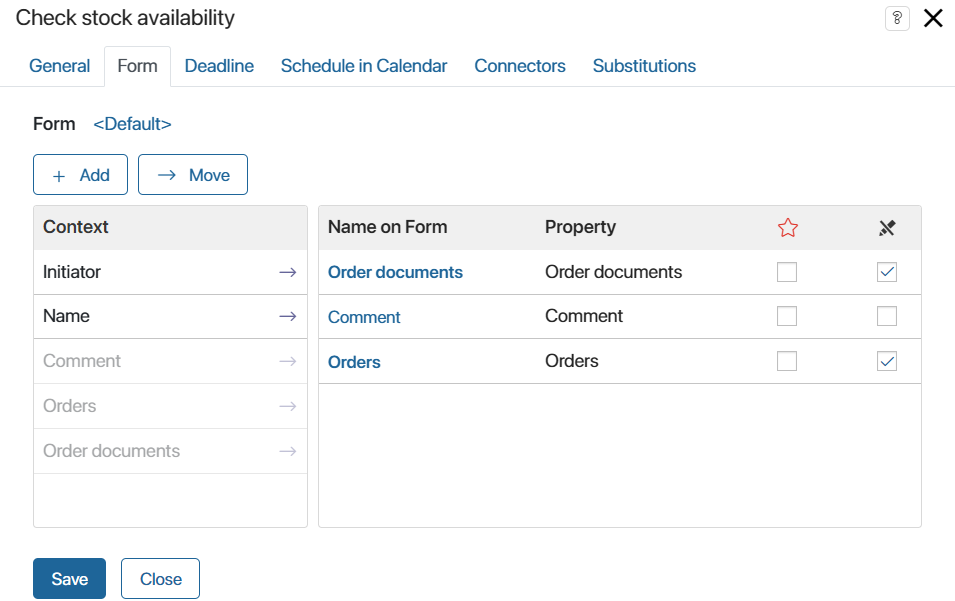 Check stock availability ?
General Form Deadline Schedule in Calendar Connectors Substitutions
Form <Default>
+ Add → Move
Context Name on Form Property
Initiator → Order documents Order documents
Name → Comment Comment
Comment → Orders Orders
Orders →
Order documents →
Save Close